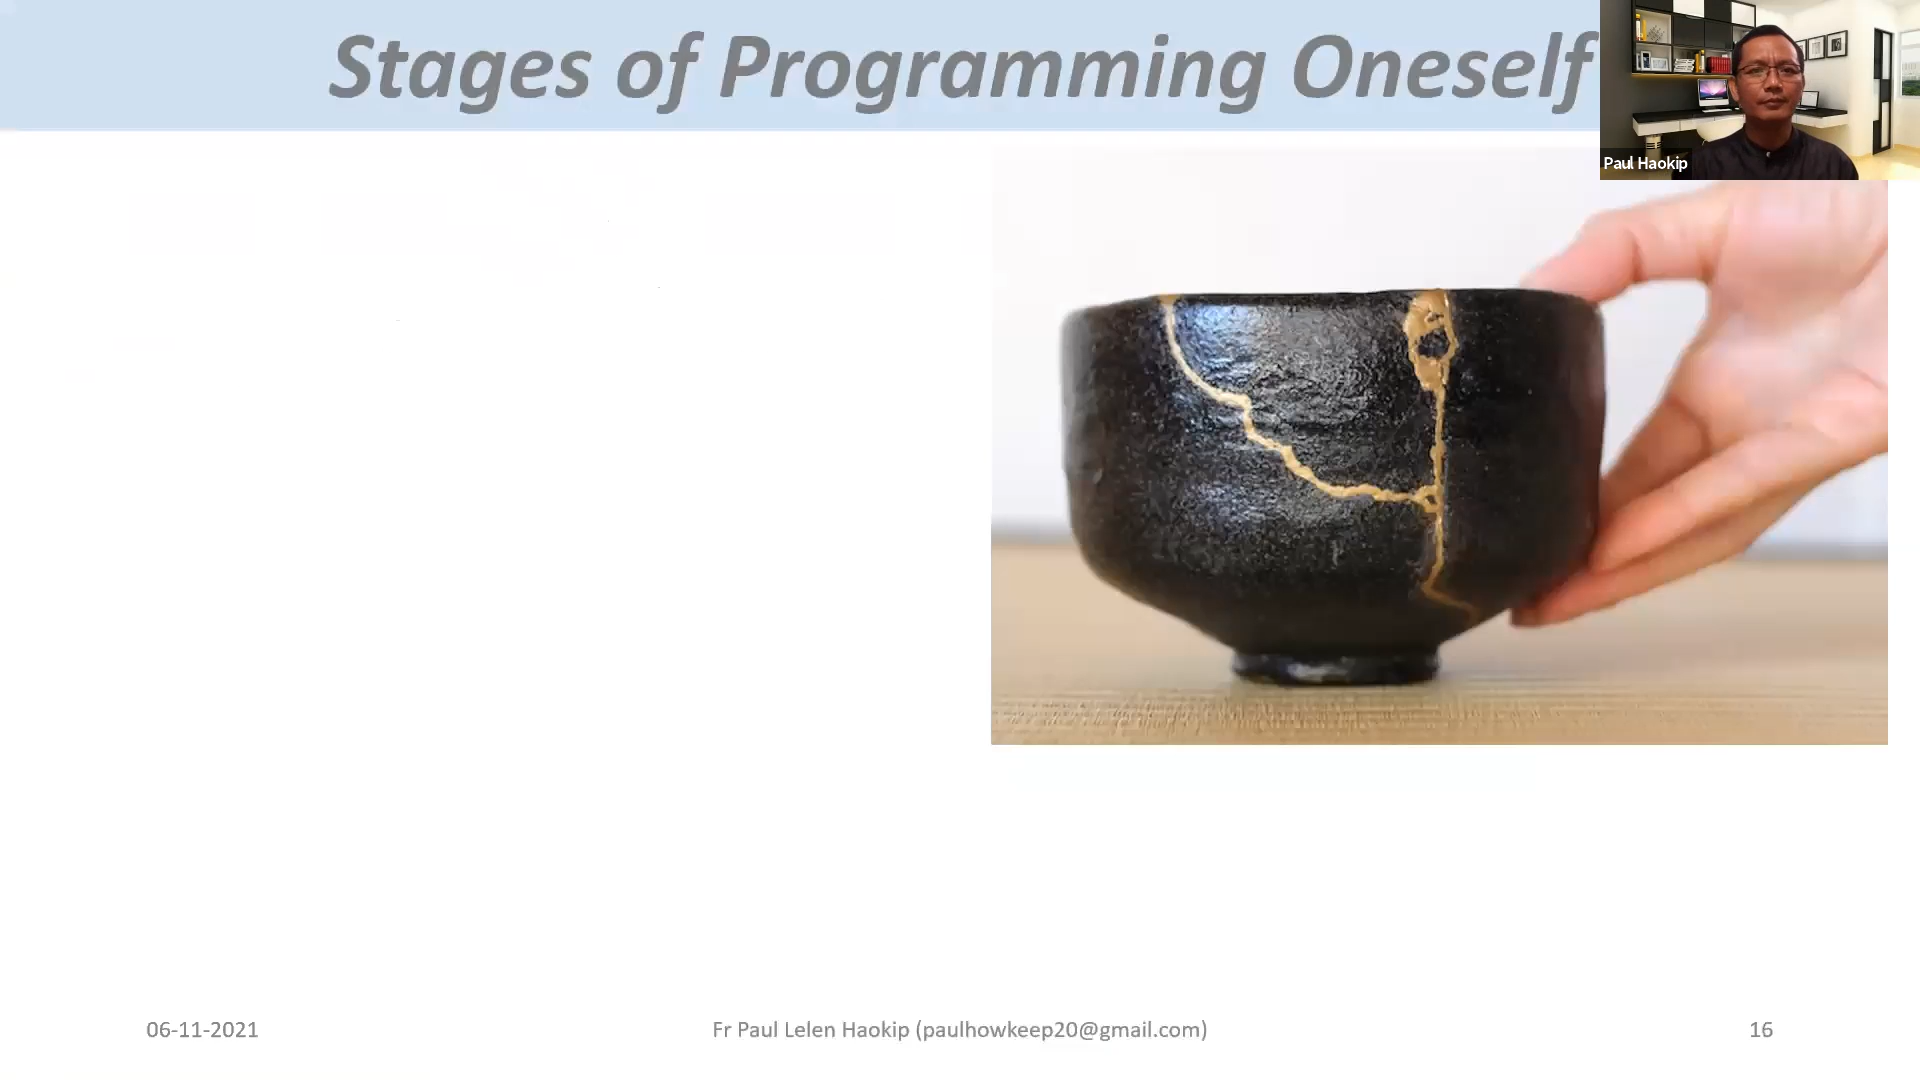 Stages of Programming Oneself
Paul Haokip
06-11-2021
Fr Paul Lelen Haokip (paulhowkeep20@gmail.com)
16